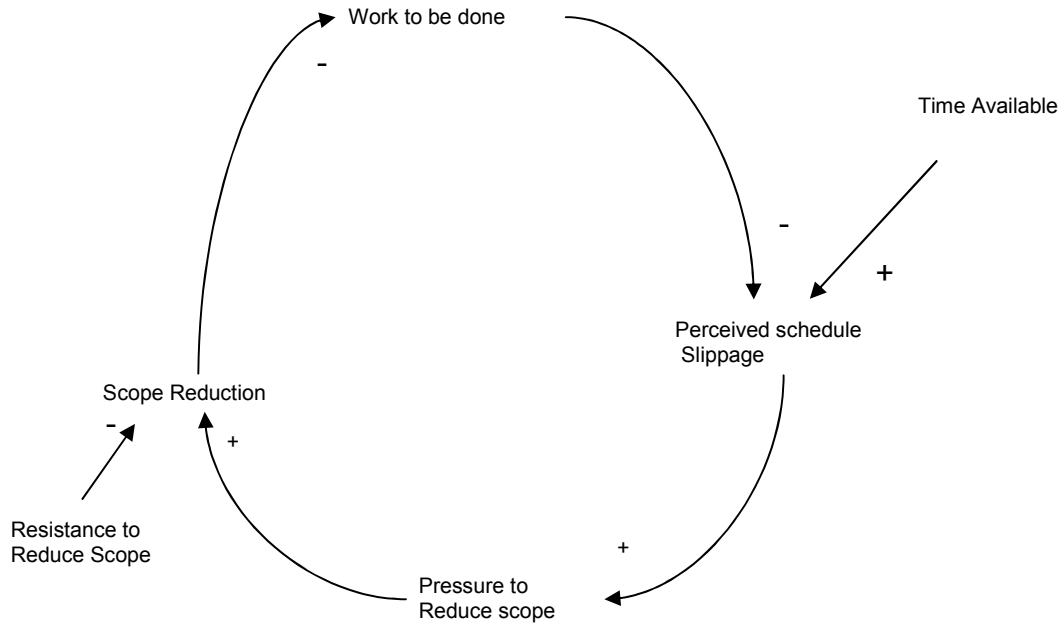 Work to be done
-
Time Available
-
+
Perceived schedule
Slippage
Scope Reduction
-
+
Resistance to
Reduce Scope
+
Pressure to
Reduce scope